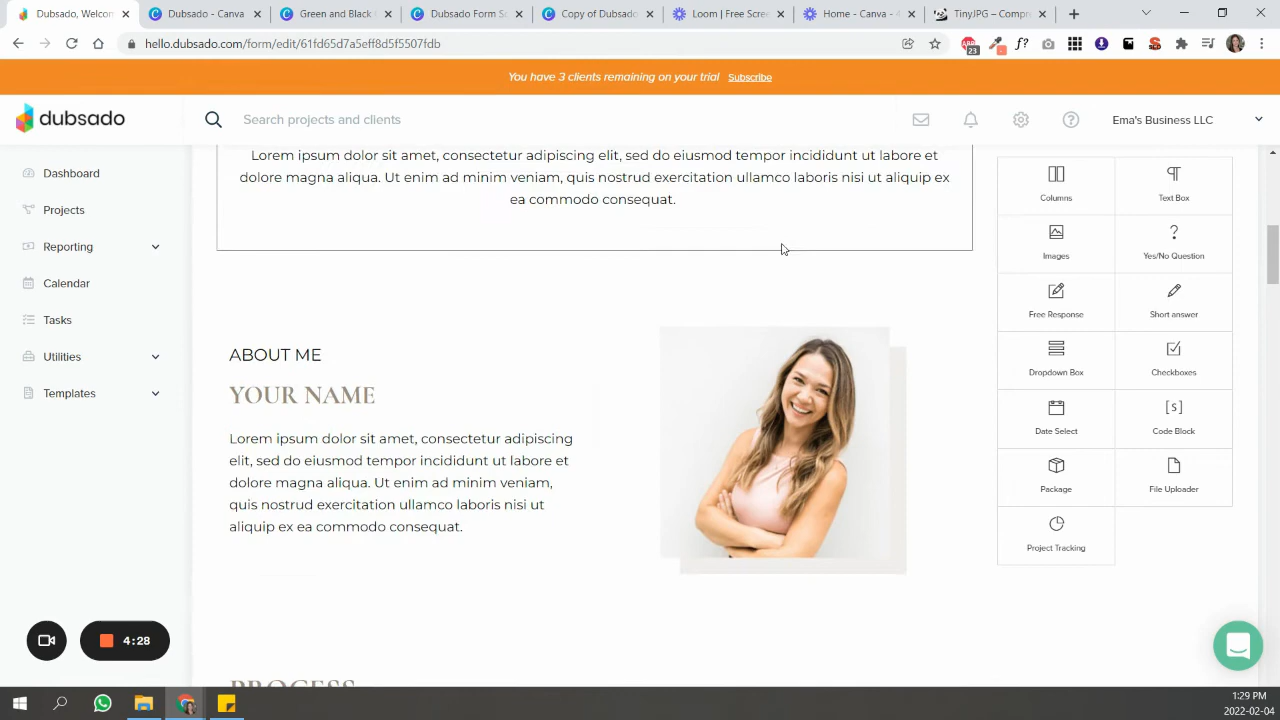 Dubsado, Welcom
Dubsado - Canva
Green and Black A
Dubsado Form S
Copy of Dubsado
Loom | Free Scree
Home - Canva - 4
TinyJPG – Compr
hello.dubsado.com/form/edit/61fd65d7a5eff8d5f5507fdb
23
f?
You have 3 clients remaining on your trial Subscribe
dubsado
Search projects and clients
Ema's Business LLC
Dashboard
Projects
Reporting
Calendar
Tasks
Utilities
Templates
Lorem ipsum dolor sit amet, consectetur adipiscing elit, sed do eiusmod tempor incididunt ut labore et
dolore magna aliqua. Ut enim ad minim veniam, quis nostrud exercitation ullamco laboris nisi ut aliquip ex
ea commodo consequat.
ABOUT ME
YOUR NAME
Lorem ipsum dolor sit amet, consectetur adipiscing
elit, sed do eiusmod tempor incididunt ut labore et
dolore magna aliqua. Ut enim ad minim veniam,
quis nostrud exercitation ullamco laboris nisi ut
aliquip ex ea commodo consequat.
PROCESS
Columns
Text Box
Images
Yes/No Question
Free Response
Short answer
Dropdown Box
Checkboxes
Date Select
[s]
Code Block
Package
File Uploader
Project Tracking
4:28
1:29 PM
2022-02-04